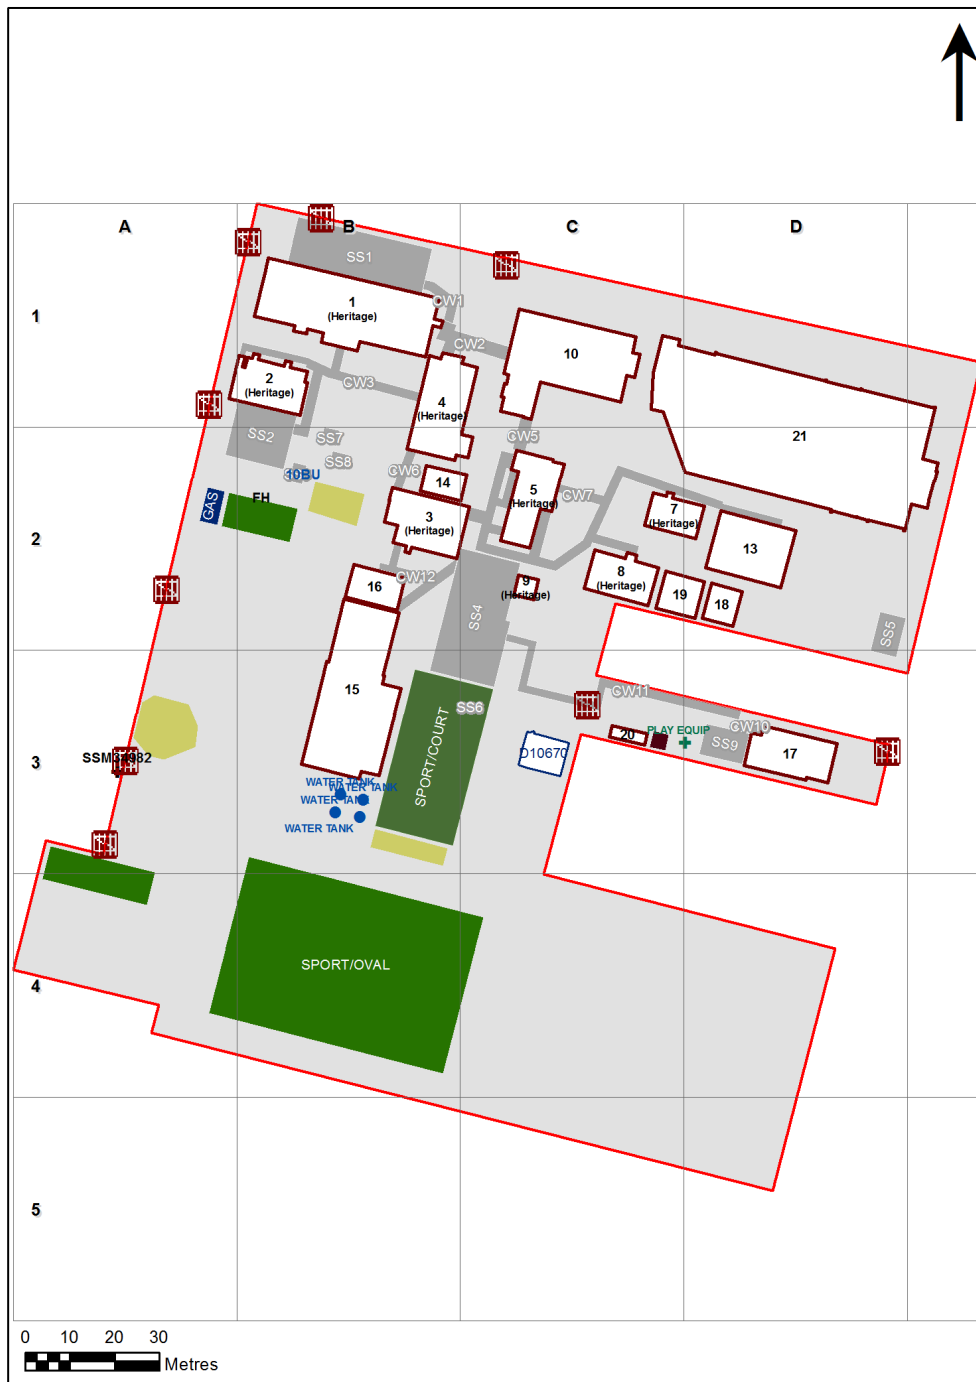 A
B
C
D
SS1
1
1
(Heritage)
CW1
CW2
10
2
(Heritage)
CW3
4
(Heritage)
21
SS2
SS7
CW5
SS8
10BU
CW6
14
5
(Heritage)
CW7
GAS
FH
3
(Heritage)
7
(Heritage)
2
13
16
CW12
8
(Heritage)
9
(Heritage)
19
18
SS4
SS5
15
CW11
SS6
CW10
PLAY EQUIP
20
SS9
17
D10670
SPORT/COURT
SSM34982
3
WATER TANK
WATER TANK
WATER TANK
WATER TANK
SPORT/OVAL
4
5
0 10 20 30
Metres